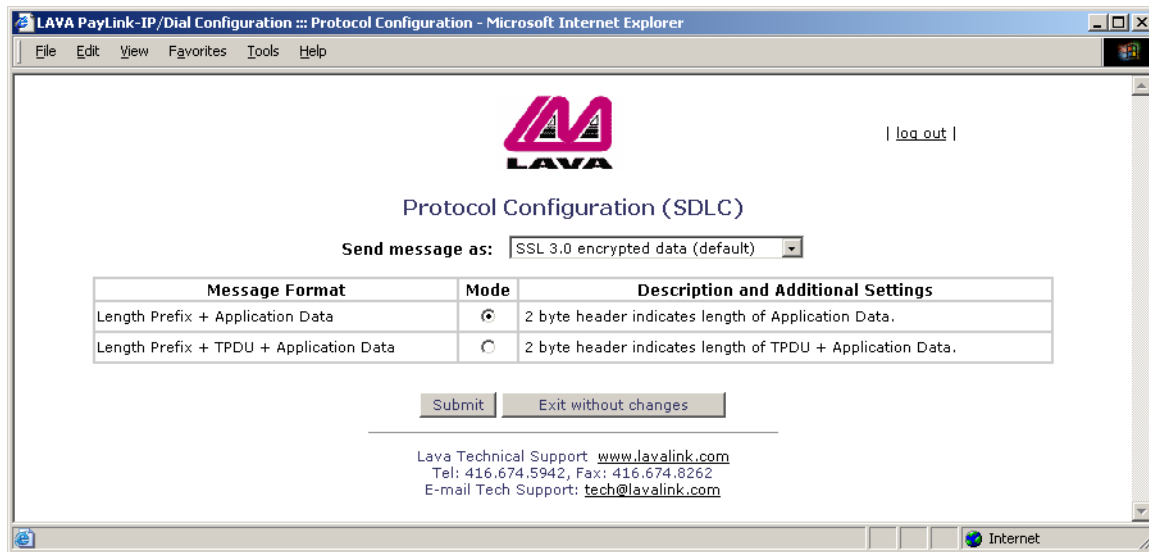 LAVA PayLink-IP/Dial Configuration ::: Protocol Configuration - Microsoft Internet Explorer
File Edit View Favorites Tools Help
LAVA
| log out |
Protocol Configuration (SDLC)
Send message as: SSL 3.0 encrypted data (default)
Message Format Mode Description and Additional Settings
Length Prefix + Application Data 2 byte header indicates length of Application Data.
Length Prefix + TPDU + Application Data 2 byte header indicates length of TPDU + Application Data.
Submit Exit without changes
Lava Technical Support www.lavalink.com
Tel: 416.674.5942, Fax: 416.674.8262
E-mail Tech Support: tech@lavalink.com
Internet